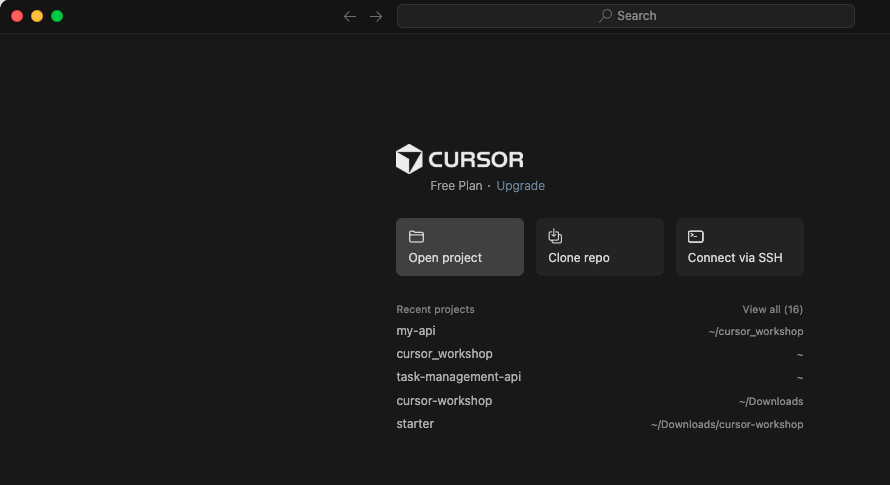 Search
CURSOR
Free Plan · Upgrade
Open project
Clone repo
Connect via SSH
Recent projects View all (16)
my-api ~/cursor_workshop
cursor_workshop ~
task-management-api ~
cursor-workshop ~/Downloads
starter ~/Downloads/cursor-workshop